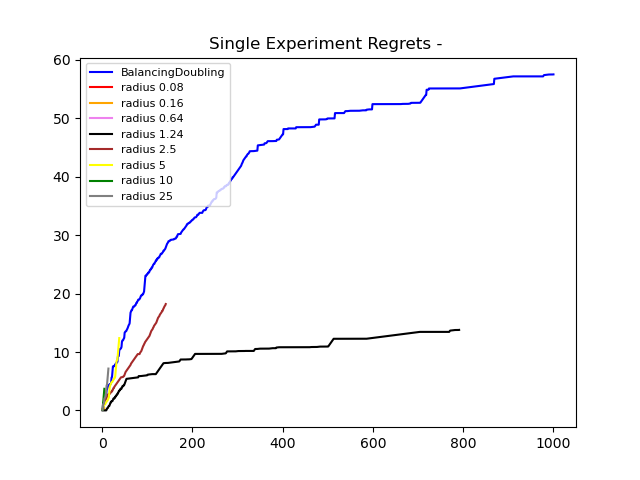 Single Experiment Regrets -
60
50
40
30
20
10
0
BalancingDoubling
radius 0.08
radius 0.16
radius 0.64
radius 1.24
radius 2.5
radius 5
radius 10
radius 25
0 200 400 600 800 1000